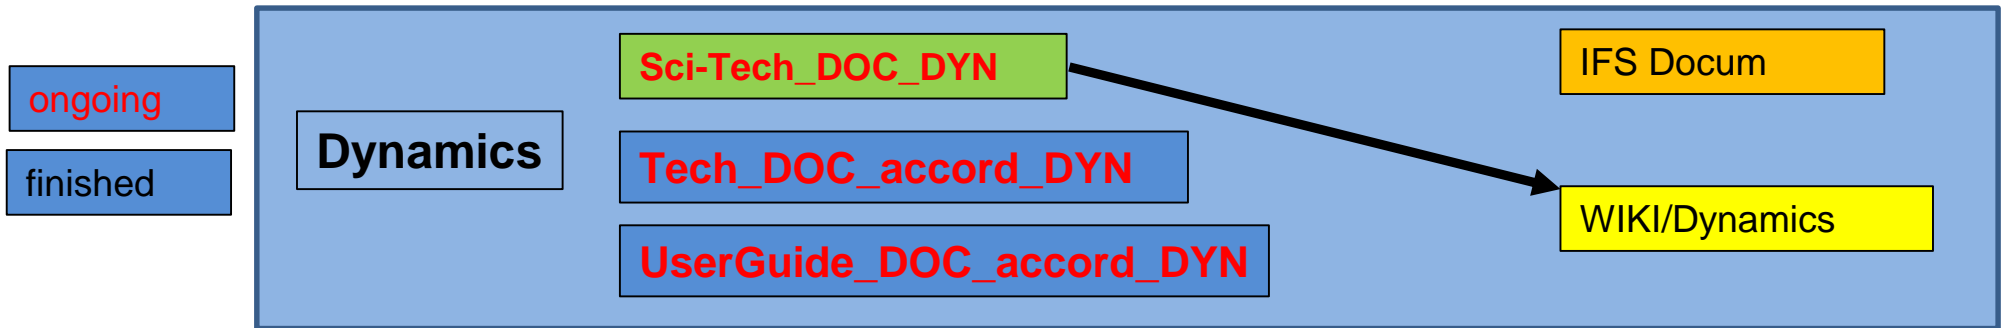 ongoing
finished
Dynamics
Sci-Tech_DOC_DYN
Tech_DOC_accord_DYN
UserGuide_DOC_accord_DYN
IFS Docum
WIKI/Dynamics